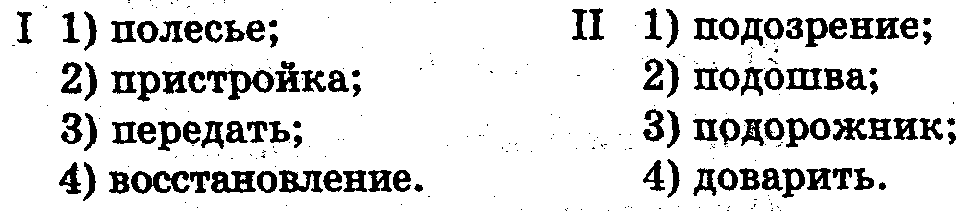 I 1) полесье; II 1) подозрение;
2) пристройка; 2) подошва;
3) передать; 3) подорожник;
4) восстановление. 4) доварить.